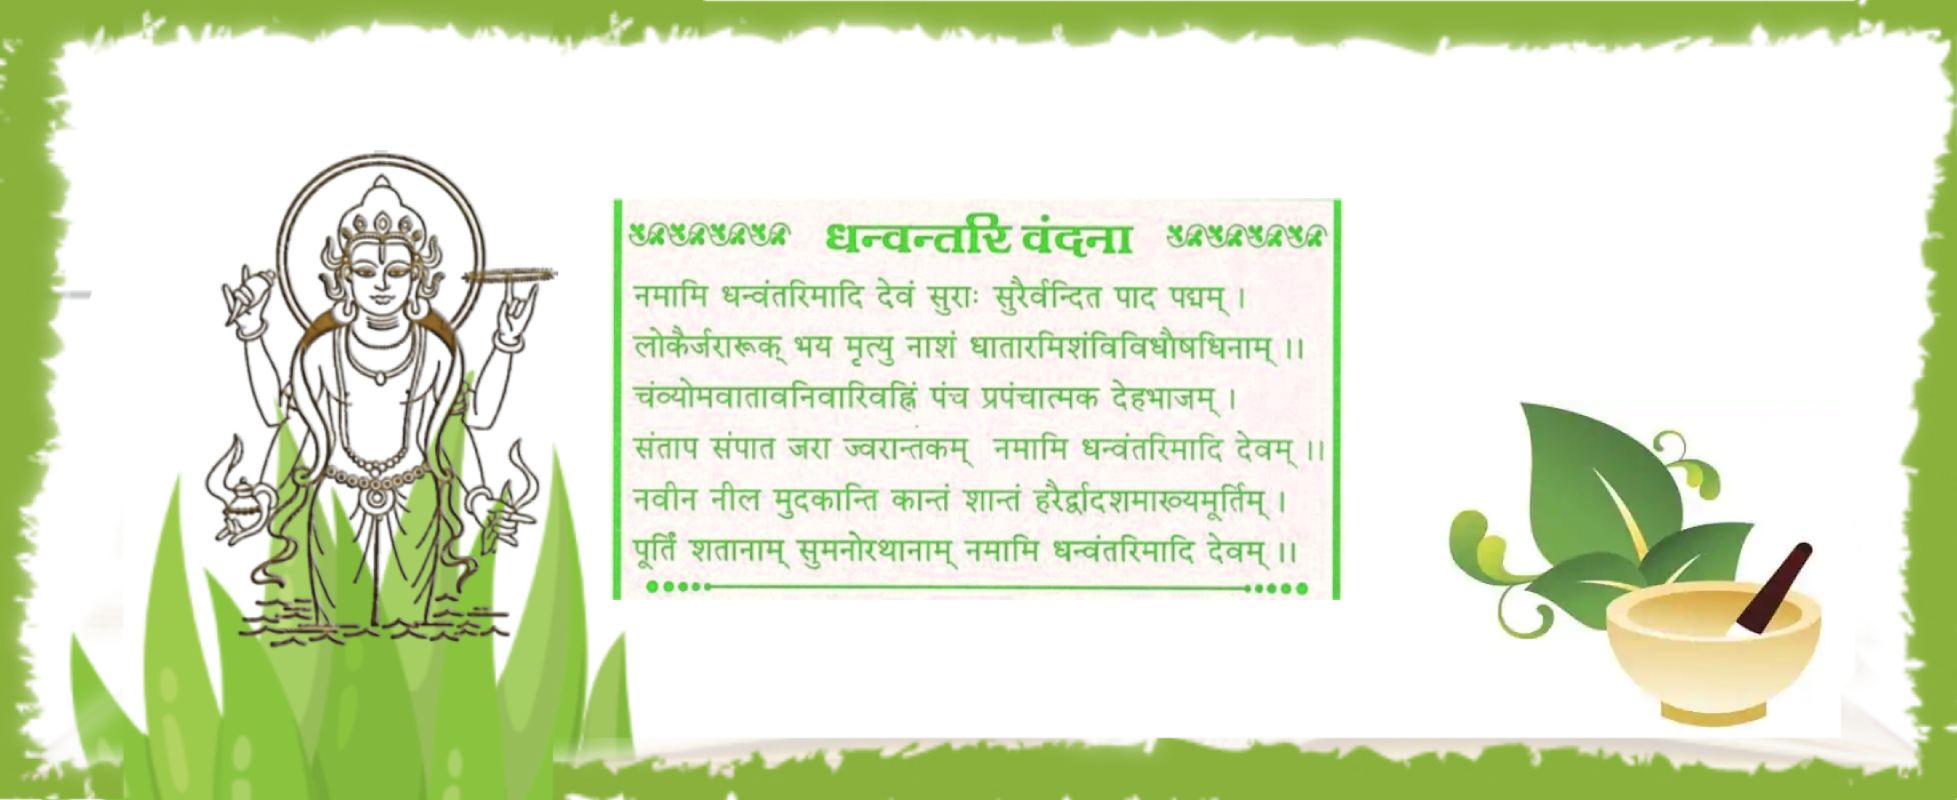 धन्वन्तरि वंदना
नमामि धन्वंतरिमादि देवं सुराः सुरैर्वन्दित पाद पद्यम् ।
लोकैर्जरारूक् भय मृत्यु नाशं धातारमिशंविविधौषधिनाम् ।।
चंव्योमवातावनिवारिवह्निं पंच प्रपंचात्मक देहभाजम् ।
संताप संपात जरा ज्वरान्तकम् नमामि धन्वंतरिमादि देवम् ।।
नवीन नील मुदकान्ति कान्तं शान्तं हरैर्द्वादशमाख्यमूर्तिम् ।
पूर्तिं शतानाम् सुमनोरथानाम् नमामि धन्वंतरिमादि देवम् ।।